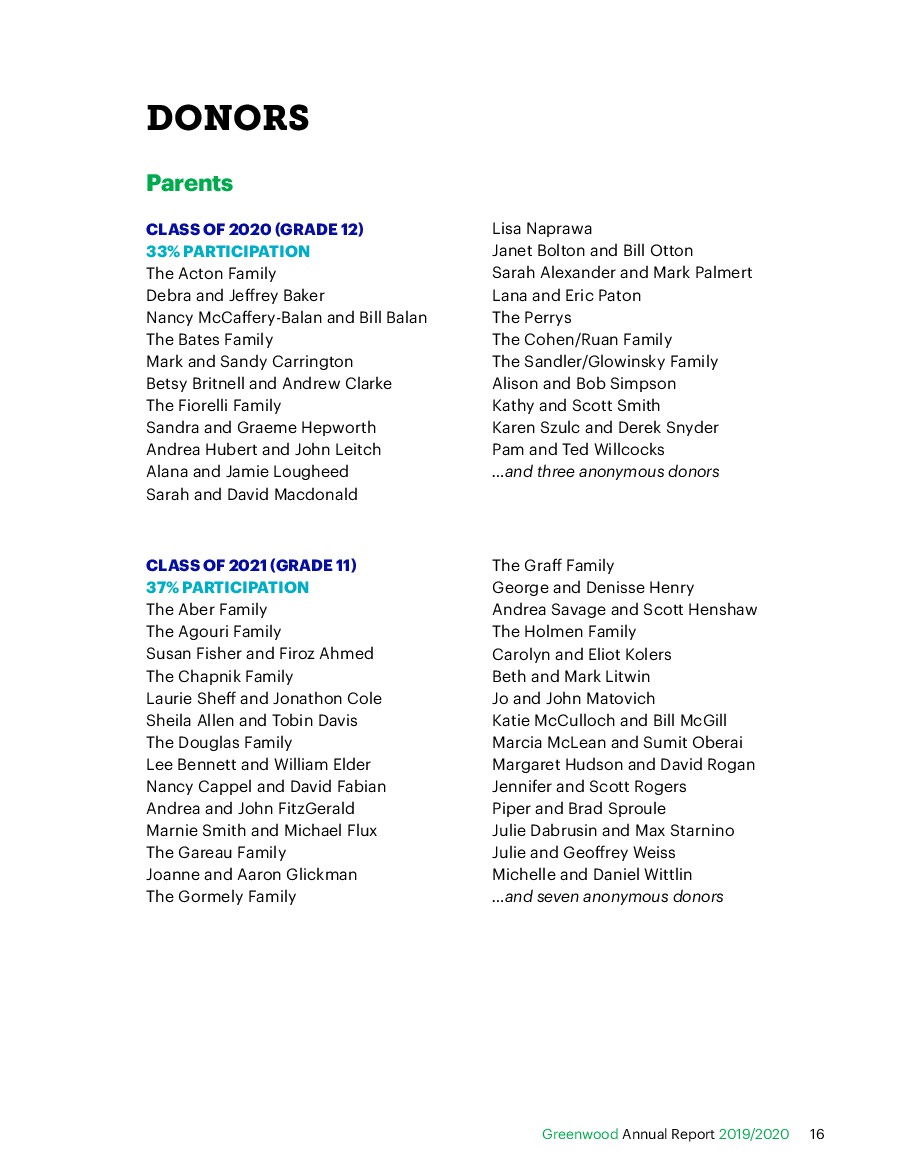 DONORS
Parents
CLASS OF 2020 (GRADE 12)
33% PARTICIPATION
The Acton Family
Debra and Jeffrey Baker
Nancy McCaffery-Balan and Bill Balan
The Bates Family
Mark and Sandy Carrington
Betsy Britnell and Andrew Clarke
The Fiorelli Family
Sandra and Graeme Hepworth
Andrea Hubert and John Leitch
Alana and Jamie Lougheed
Sarah and David Macdonald
Lisa Naprawa
Janet Bolton and Bill Otton
Sarah Alexander and Mark Palmert
Lana and Eric Paton
The Perrys
The Cohen/Ruan Family
The Sandler/Glowinsky Family
Alison and Bob Simpson
Kathy and Scott Smith
Karen Szulc and Derek Snyder
Pam and Ted Willcocks
...and three anonymous donors
CLASS OF 2021 (GRADE 11)
37% PARTICIPATION
The Aber Family
The Agouri Family
Susan Fisher and Firoz Ahmed
The Chapnik Family
Laurie Sheff and Jonathon Cole
Sheila Allen and Tobin Davis
The Douglas Family
Lee Bennett and William Elder
Nancy Cappel and David Fabian
Andrea and John FitzGerald
Marnie Smith and Michael Flux
The Gareau Family
Joanne and Aaron Glickman
The Gormely Family
The Graff Family
George and Denisse Henry
Andrea Savage and Scott Henshaw
The Holmen Family
Carolyn and Eliot Kolers
Beth and Mark Litwin
Jo and John Matovich
Katie McCulloch and Bill McGill
Marcia McLean and Sumit Oberai
Margaret Hudson and David Rogan
Jennifer and Scott Rogers
Piper and Brad Sproule
Julie Dabrusin and Max Starnino
Julie and Geoffrey Weiss
Michelle and Daniel Wittlin
...and seven anonymous donors
Greenwood Annual Report 2019/2020 16